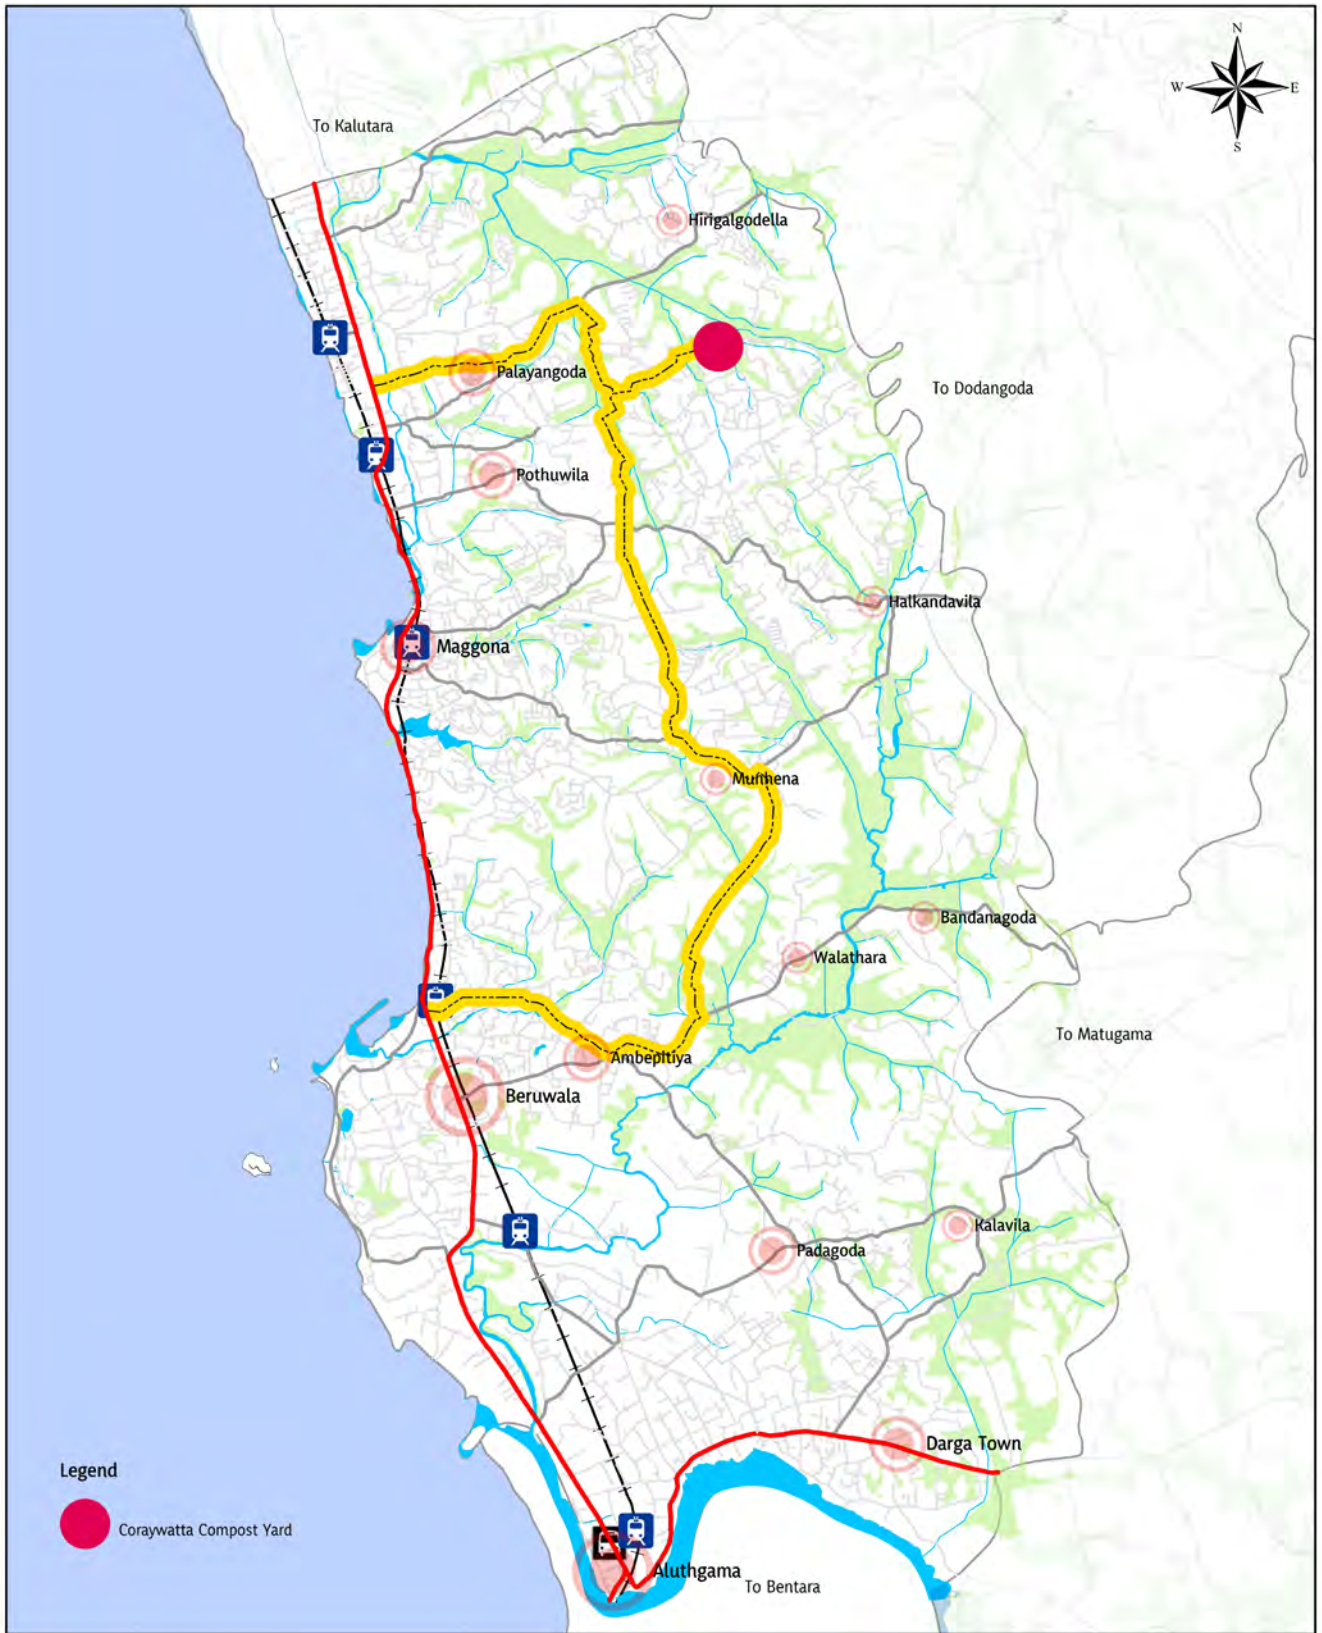 N
W
E
S
To Kalutara
Hirigalgodella
Palayangoda
To Dodangoda
Pothuwila
Halkandavila
Maggona
Munhena
Bandanagoda
Walathara
To Matugama
Ambepitiya
Beruwala
Kalavila
Padagoda
Darga Town
Legend
Coraywatta Compost Yard
Aluthgama
To Bentara